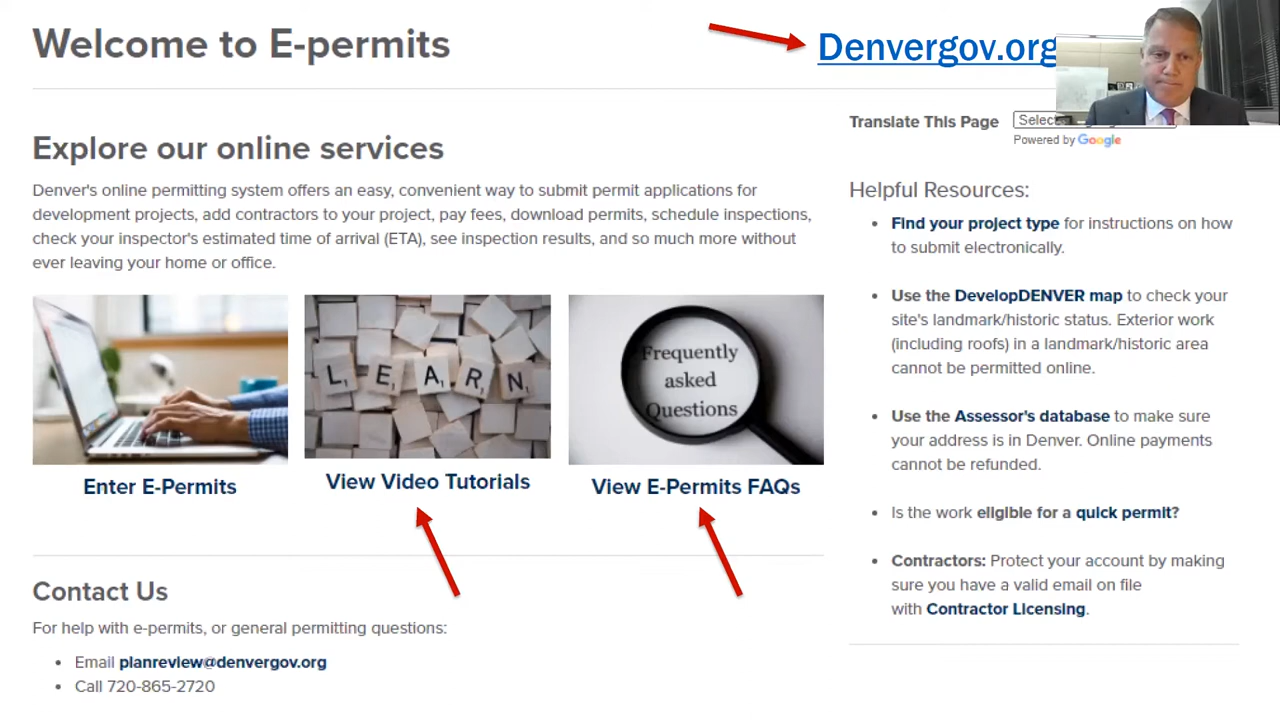 Welcome to E-permits
Denvergov.org
Translate This Page
Select
Powered by Google
Explore our online services
Denver's online permitting system offers an easy, convenient way to submit permit applications for
development projects, add contractors to your project, pay fees, download permits, schedule inspections,
check your inspector's estimated time of arrival (ETA), see inspection results, and so much more without
ever leaving your home or office.
LEARN
Frequently
asked
Questions
Enter E-Permits
View Video Tutorials
View E-Permits FAQs
Contact Us
For help with e-permits, or general permitting questions:
• Email planreview@denvergov.org
• Call 720-865-2720
Helpful Resources:
• Find your project type for instructions on how
to submit electronically.
• Use the DevelopDENVER map to check your
site's landmark/historic status. Exterior work
(including roofs) in a landmark/historic area
cannot be permitted online.
• Use the Assessor's database to make sure
your address is in Denver. Online payments
cannot be refunded.
• Is the work eligible for a quick permit?
• Contractors: Protect your account by making
sure you have a valid email on file
with Contractor Licensing.